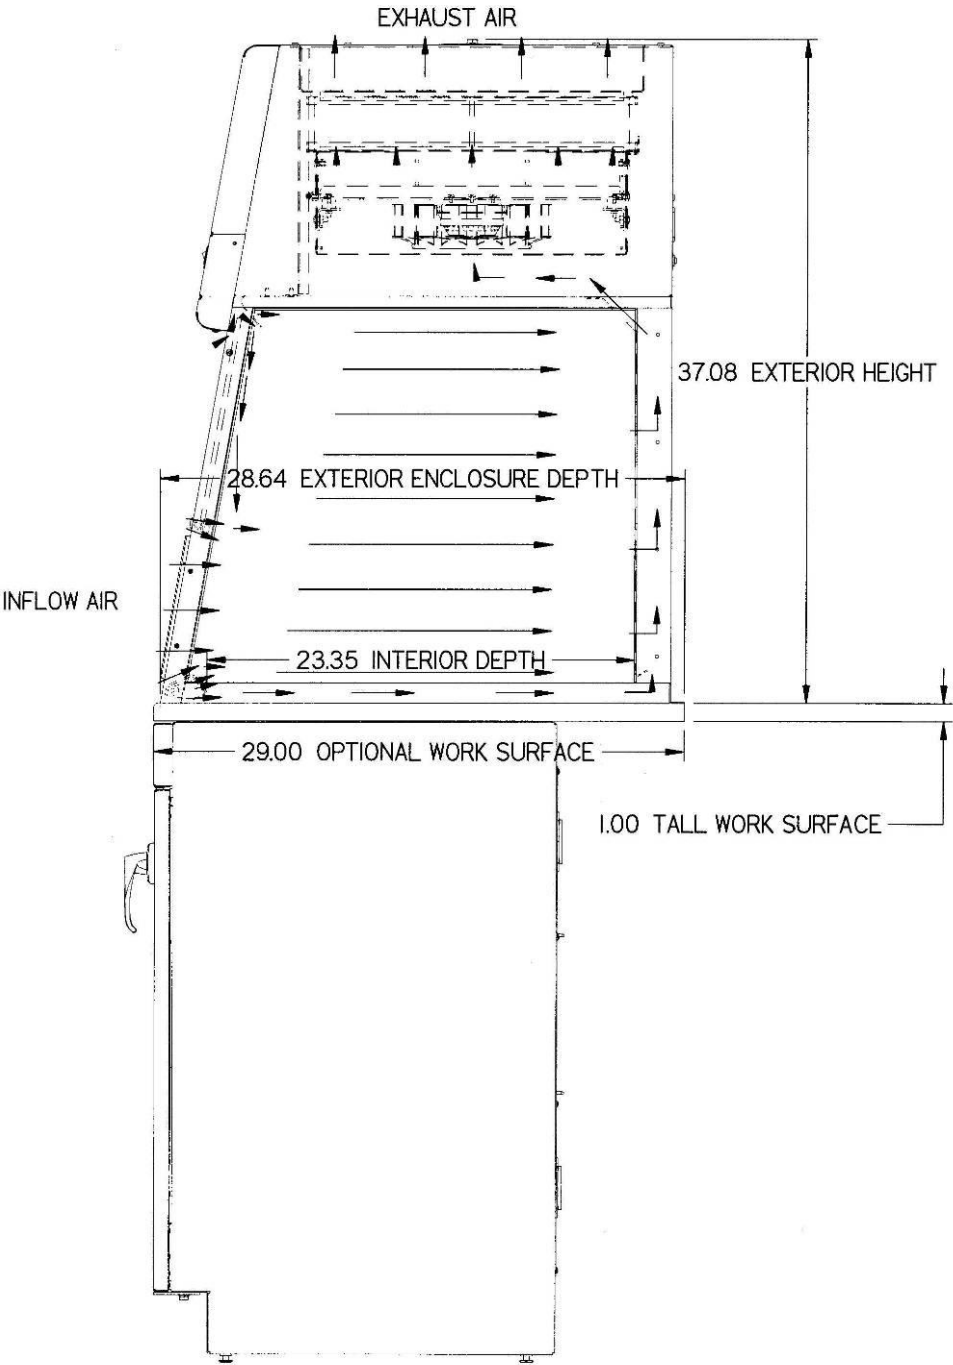 EXHAUST AIR
37.08 EXTERIOR HEIGHT
28.64 EXTERIOR ENCLOSURE DEPTH
INFLOW AIR
23.35 INTERIOR DEPTH
29.00 OPTIONAL WORK SURFACE
1.00 TALL WORK SURFACE